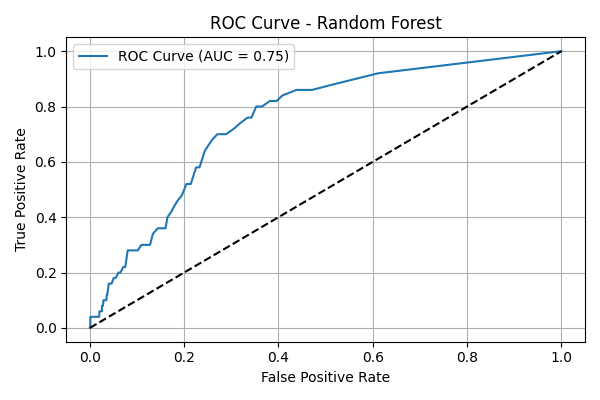 ROC Curve - Random Forest
ROC Curve (AUC = 0.75)
True Positive Rate
1.0
0.8
0.6
0.4
0.2
0.0
0.0 0.2 0.4 0.6 0.8 1.0
False Positive Rate